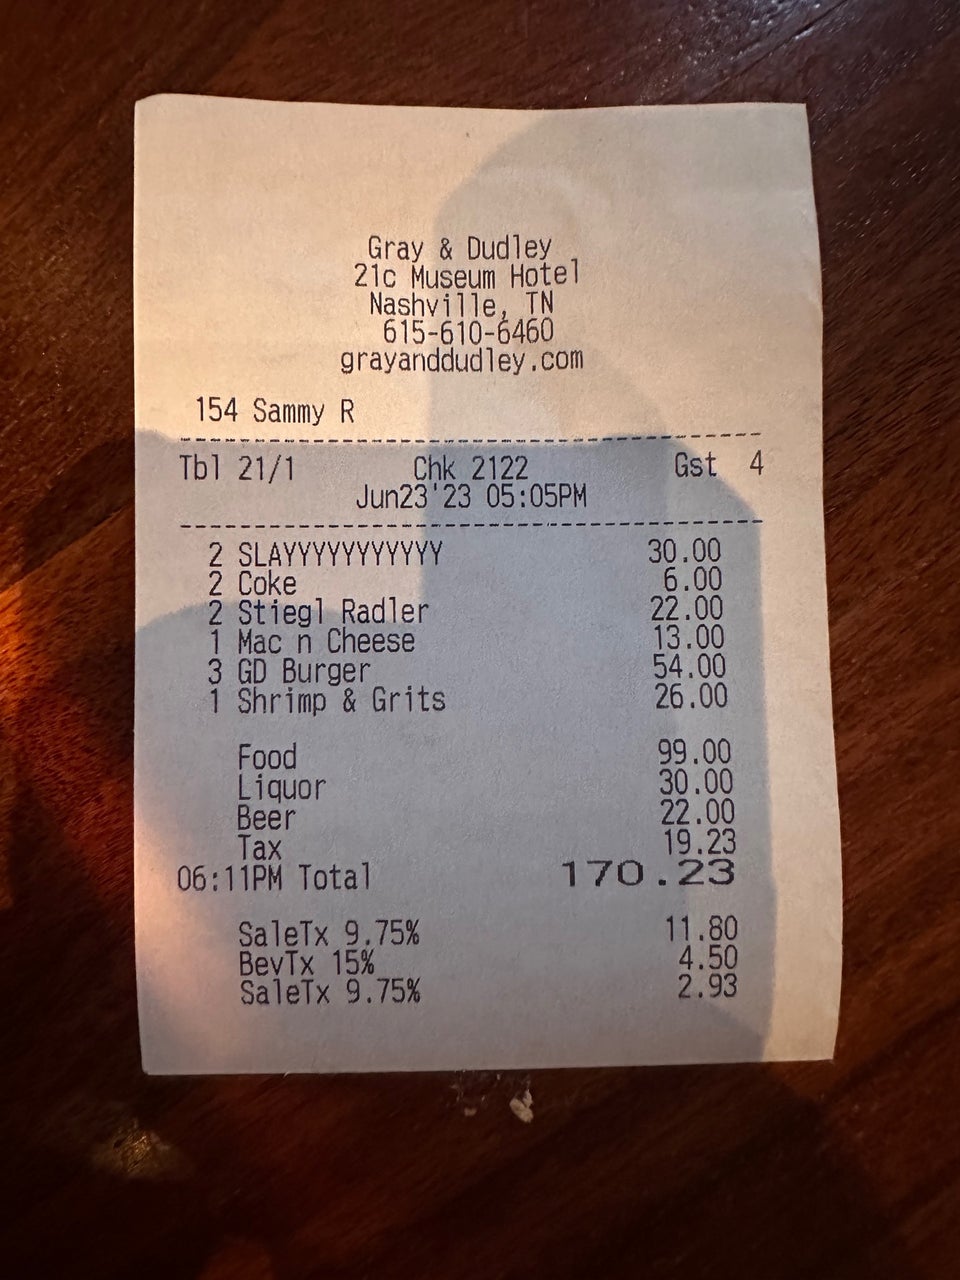 Gray & Dudley
21c Museum Hotel
Nashville, TN
615-610-6460
grayanddudley.com
154 Sammy R
Tbl 21/1 Chk 2122 Gst 4
Jun23'23 05:05PM
2 SLAYYYYYYYYYYY 30.00
2 Coke 6.00
2 Stiegl Radler 22.00
1 Mac n Cheese 13.00
3 GD Burger 54.00
1 Shrimp & Grits 26.00
Food 99.00
Liquor 30.00
Beer 22.00
Tax 19.23
06:11PM Total 170.23
SaleTx 9.75% 11.80
BevTx 15% 4.50
SaleTx 9.75% 2.93